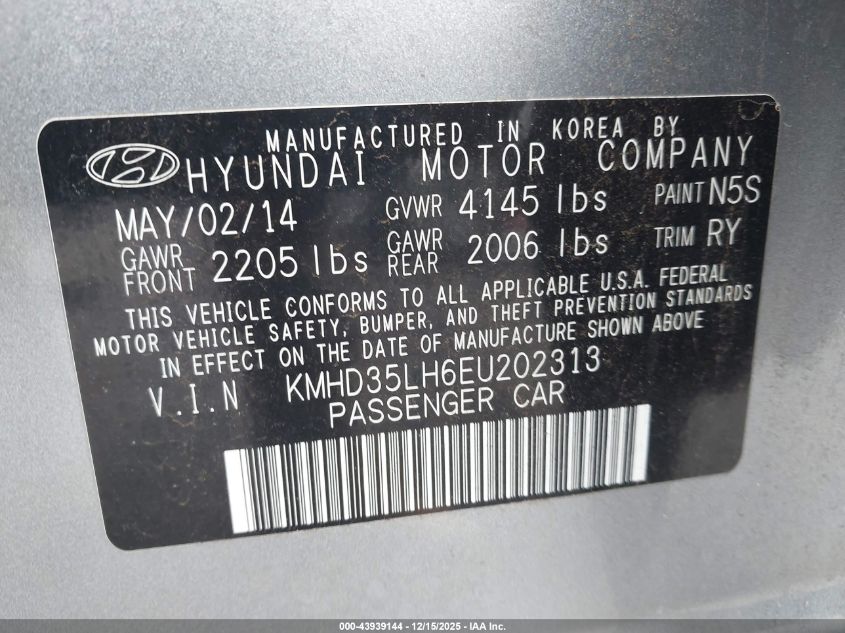 MANUFACTURED IN KOREA BY
HYUNDAI MOTOR COMPANY
MAY/02/14 GVWR 4145 lbs PAINT N5S
GAWR FRONT 2205 lbs GAWR REAR 2006 lbs TRIM RY
THIS VEHICLE CONFORMS TO ALL APPLICABLE U.S.A. FEDERAL
MOTOR VEHICLE SAFETY, BUMPER, AND THEFT PREVENTION STANDARDS
IN EFFECT ON THE DATE OF MANUFACTURE SHOWN ABOVE
V.I.N KMHD35LH6EU202313
PASSENGER CAR
000-43939144 - 12/15/2025 - IAA Inc.